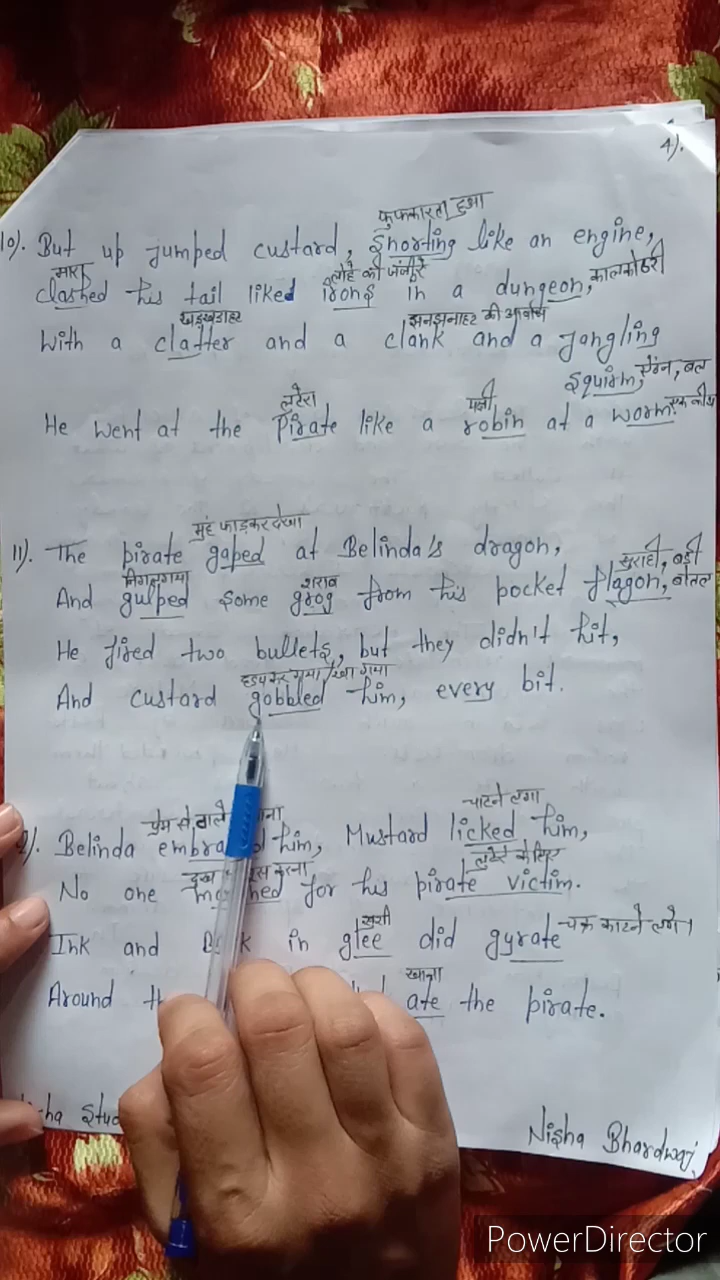 4).
फुफकारता हुआ
10). But up jumped custard, snorting like an engine,
मारा लोहे की जंजीरें कालकोठरी
clashed his tail liked irons in a dungeon,
खड़खड़ाहट झनझनाहट की आवाज
With a clatter and a clank and a jangling
squirm, ऐंठन, बल
लुटेरा पक्षी एक कीड़ा
He went at the pirate like a robin at a worm.
मुंह फाड़कर देखा
11). The pirate gaped at Belinda's dragon,
निगल गया शराब सुराही, बड़ी
And gulped some grog from his pocket flagon, बोतल
He fired two bullets, but they didn't hit,
हड़प कर गया / खा गया
And custard gobbled him, every bit.
प्रेम से चाटने लगा
Belinda him, Mustard licked him,
लुटेरे के लिए
No one for his pirate victim.
खुशी
Ink and in glee did gyrate चक्र काटने लगे।
खाना
Around ate the pirate.
Nisha Bhardwaj
PowerDirector